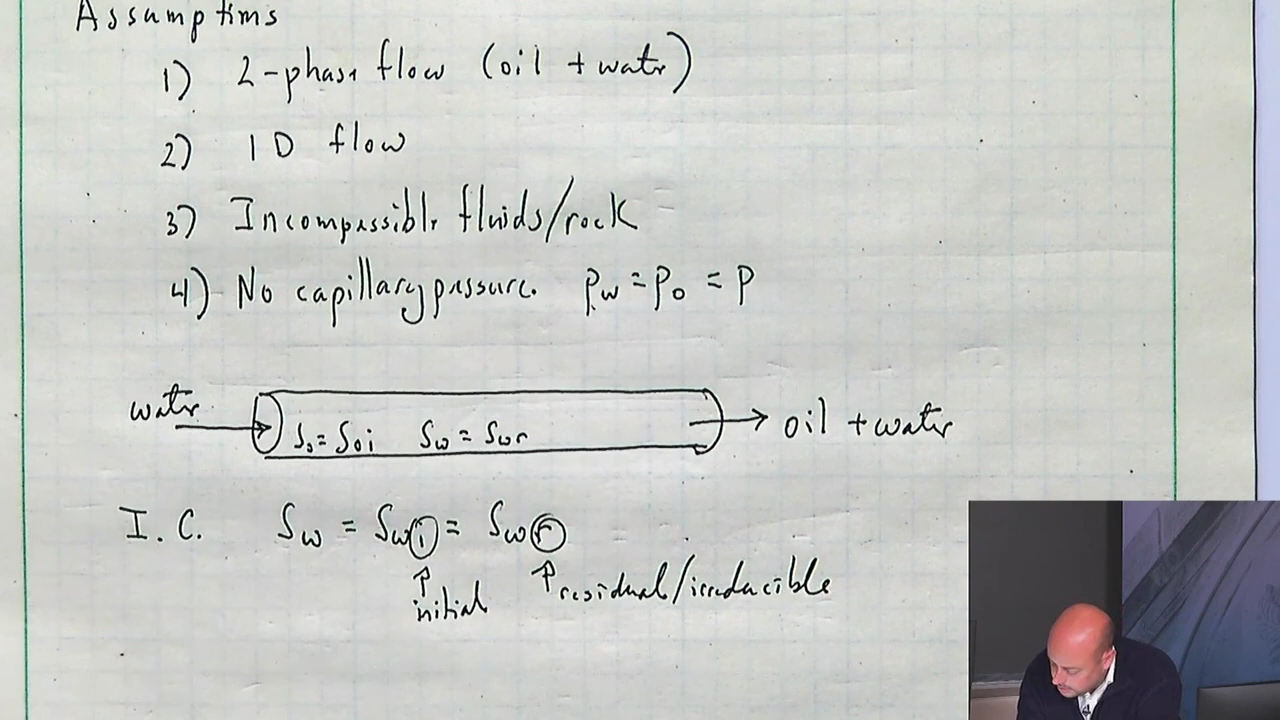 Assumptions
1) 2-phase flow (oil + water)
2) 1D flow
3) Incompressible fluids/rock
4) No capillary pressure. Pw = Po = P
water So = Soi Sw = Swr oil + water
I.C. Sw = Swi = Swr
initial residual/irreducible